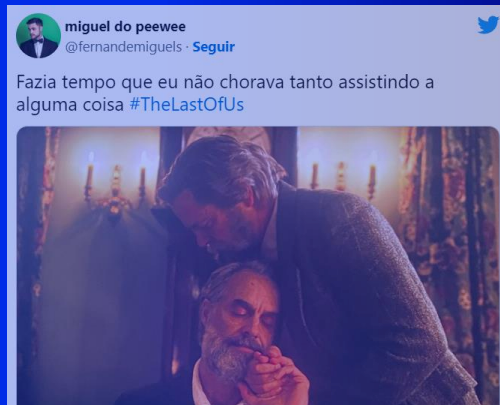 miguel do peewee
@fernandemiguels · Seguir
Fazia tempo que eu não chorava tanto assistindo a
alguma coisa #TheLastOfUs